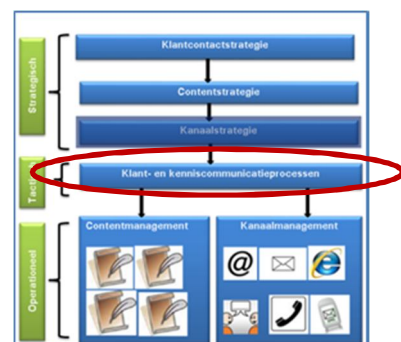 Strategisch
Klantcontactstrategie
Contentstrategie
Kanaalstrategie
Klant- en kenniscommunicatieprocessen
Operationeel
Contentmanagement
Kanaalmanagement
@